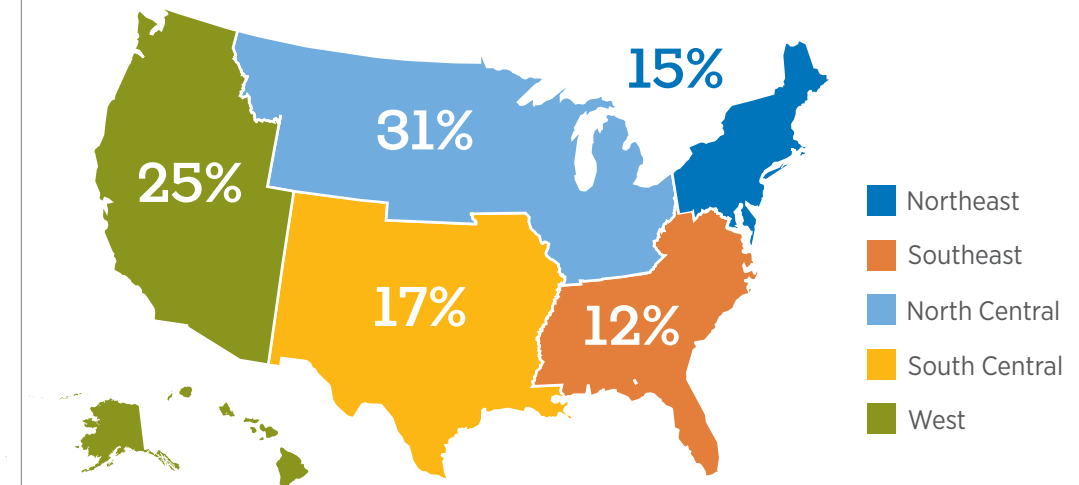 15%
31%
25%
17%
12%
Northeast
Southeast
North Central
South Central
West